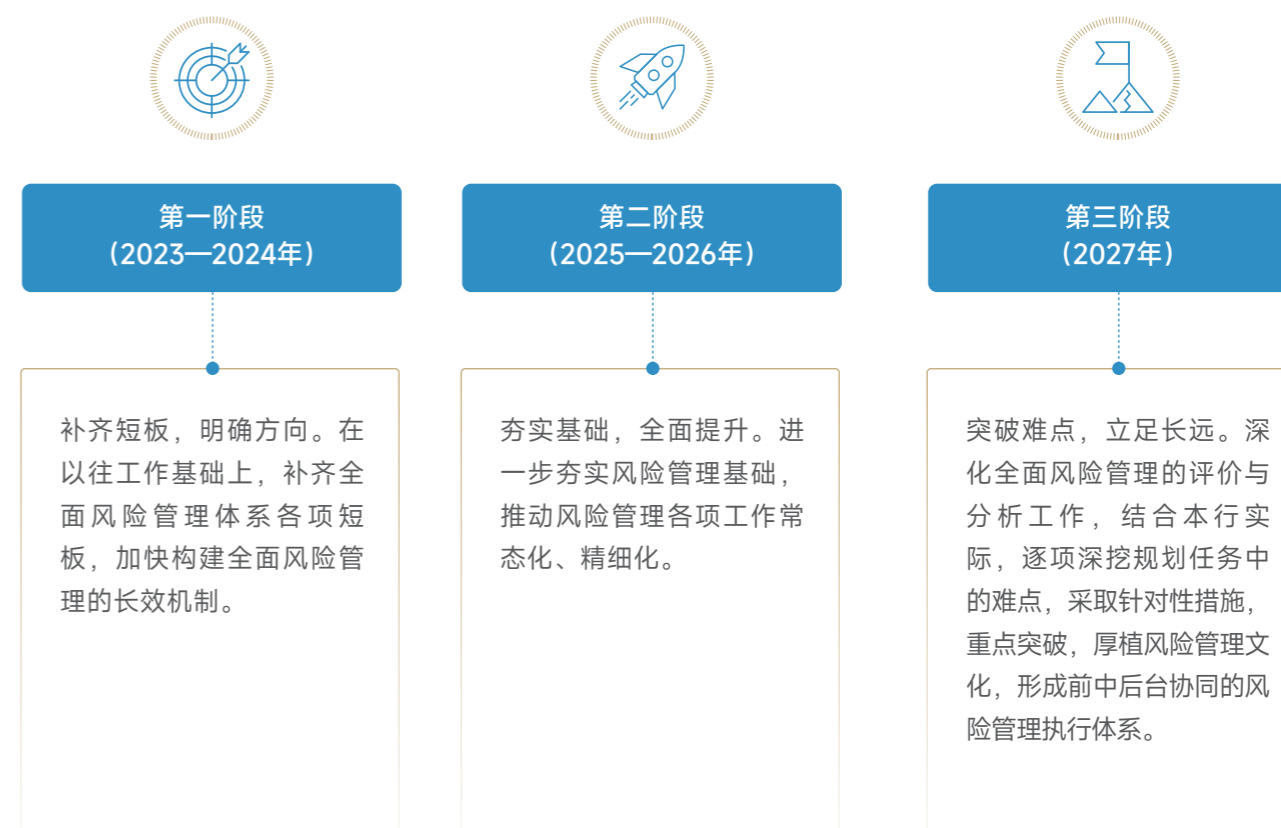 第一阶段
（2023—2024年）
补齐短板，明确方向。在
以往工作基础上，补齐全
面风险管理体系各项短
板，加快构建全面风险管
理的长效机制。
第二阶段
（2025—2026年）
夯实基础，全面提升。进
一步夯实风险管理基础，
推动风险管理各项工作常
态化、精细化。
第三阶段
（2027年）
突破难点，立足长远。深
化全面风险管理的评价与
分析工作，结合本行实
际，逐项深挖规划任务中
的难点，采取针对性措施，
重点突破，厚植风险管理文
化，形成前中后台协同的风
险管理执行体系。